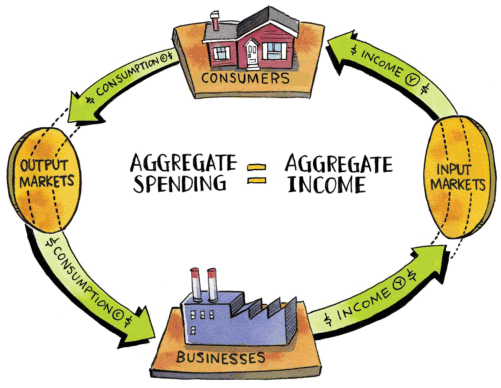 CONSUMERS
$ CONSUMPTION Ⓒ $
$ INCOME Ⓨ $
OUTPUT
MARKETS
AGGREGATE
SPENDING
=
AGGREGATE
INCOME
INPUT
MARKETS
$ CONSUMPTION Ⓒ $
$ INCOME Ⓨ $
BUSINESSES